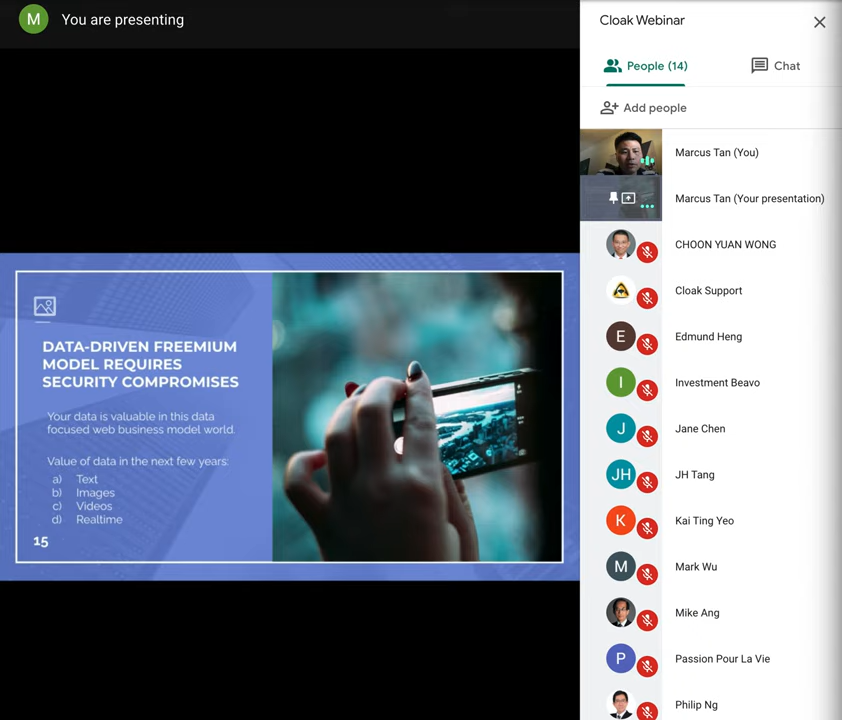 M
You are presenting
Cloak Webinar
People (14)
Chat
Add people
Marcus Tan (You)
Marcus Tan (Your presentation)
CHOON YUAN WONG
Cloak Support
E
Edmund Heng
I
Investment Beavo
J
Jane Chen
JH
JH Tang
K
Kai Ting Yeo
M
Mark Wu
Mike Ang
P
Passion Pour La Vie
Philip Ng
DATA-DRIVEN FREEMIUM
MODEL REQUIRES
SECURITY COMPROMISES
Your data is valuable in this data
focused web business model world.
Value of data in the next few years:
a) Text
b) Images
c) Videos
d) Realtime
15